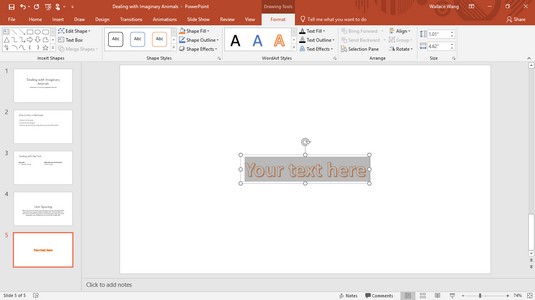 Dealing with Imaginary Animals - PowerPoint
Drawing Tools
Wallace Wang
File Home Insert Draw Design Transitions Animations Slide Show Review View Format Tell me what you want to do Share
Edit Shape
Text Box
Merge Shapes
Insert Shapes
Abc Abc Abc
Shape Fill
Shape Outline
Shape Effects
Shape Styles
A A A
Text Fill
Text Outline
Text Effects
WordArt Styles
Bring Forward
Send Backward
Selection Pane
Align
Group
Rotate
Arrange
1.01"
4.62"
Size
1
Dealing with Imaginary
Animals
2
3
4
Line Spacing
5
Your text here
Your text here
Click to add notes
Slide 5 of 5
Notes Comments 74%